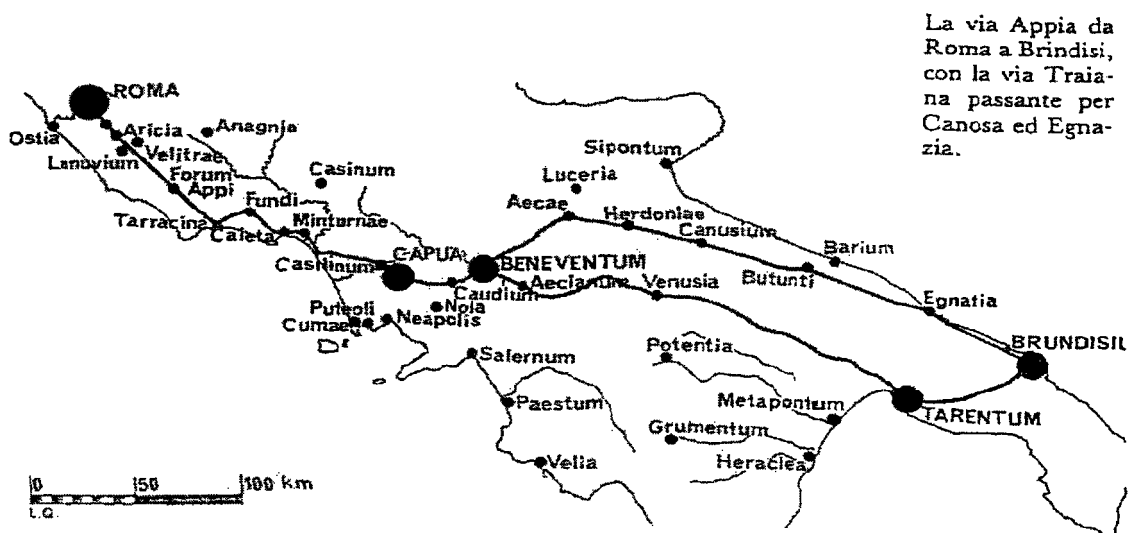 La via Appia da
Roma a Brindisi,
con la via Traia-
na passante per
Canosa ed Egna-
zia.
ROMA
Ostia
Aricia
Anagnia
Lanuvium
Velitrae
Forum
Appi
Casinum
Sipontum
Luceria
Tarracina
Fundi
Minturnae
Caieta
Aecae
Herdoniae
Canusium
Barium
Casilinum
CAPUA
BENEVENTUM
Caudium
Aeclanum
Venusia
Butunti
Egnatia
Puteoli
Cumae
Nola
Neapolis
Salernum
Potentia
BRUNDISIU
Paestum
Metapontum
TARENTUM
Grumentum
Velia
Heraclea
0 50 100 km
L.Q.